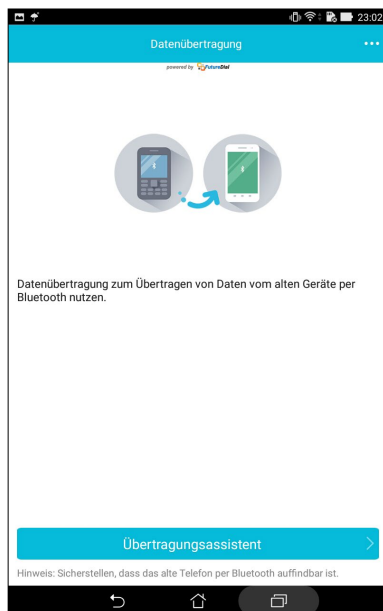 23:02
Datenübertragung
powered by FutureDial
Datenübertragung zum Übertragen von Daten vom alten Geräte per
Bluetooth nutzen.
Übertragungsassistent
Hinweis: Sicherstellen, dass das alte Telefon per Bluetooth auffindbar ist.